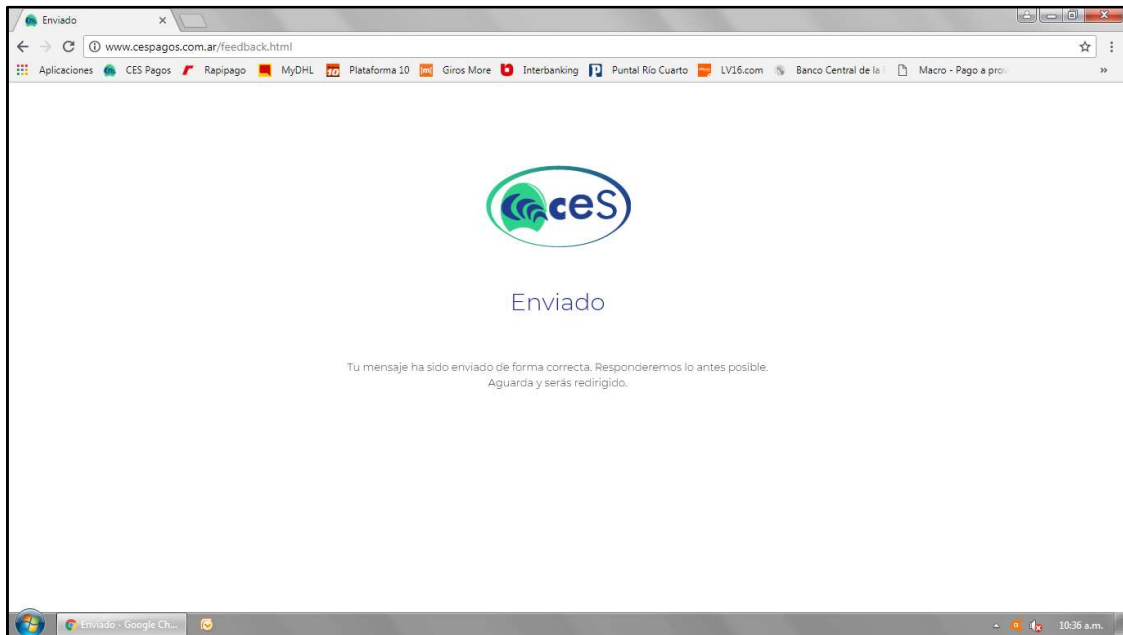 Enviado
www.cespagos.com.ar/feedback.html
Aplicaciones CES Pagos Rapipago MyDHL Plataforma 10 Giros More Interbanking Puntal Río Cuarto LV16.com Banco Central de la Macro - Pago a prov
ces
Enviado
Tu mensaje ha sido enviado de forma correcta. Responderemos lo antes posible.
Aguarda y serás redirigido.
Enviado - Google Ch... 10:36 a.m.